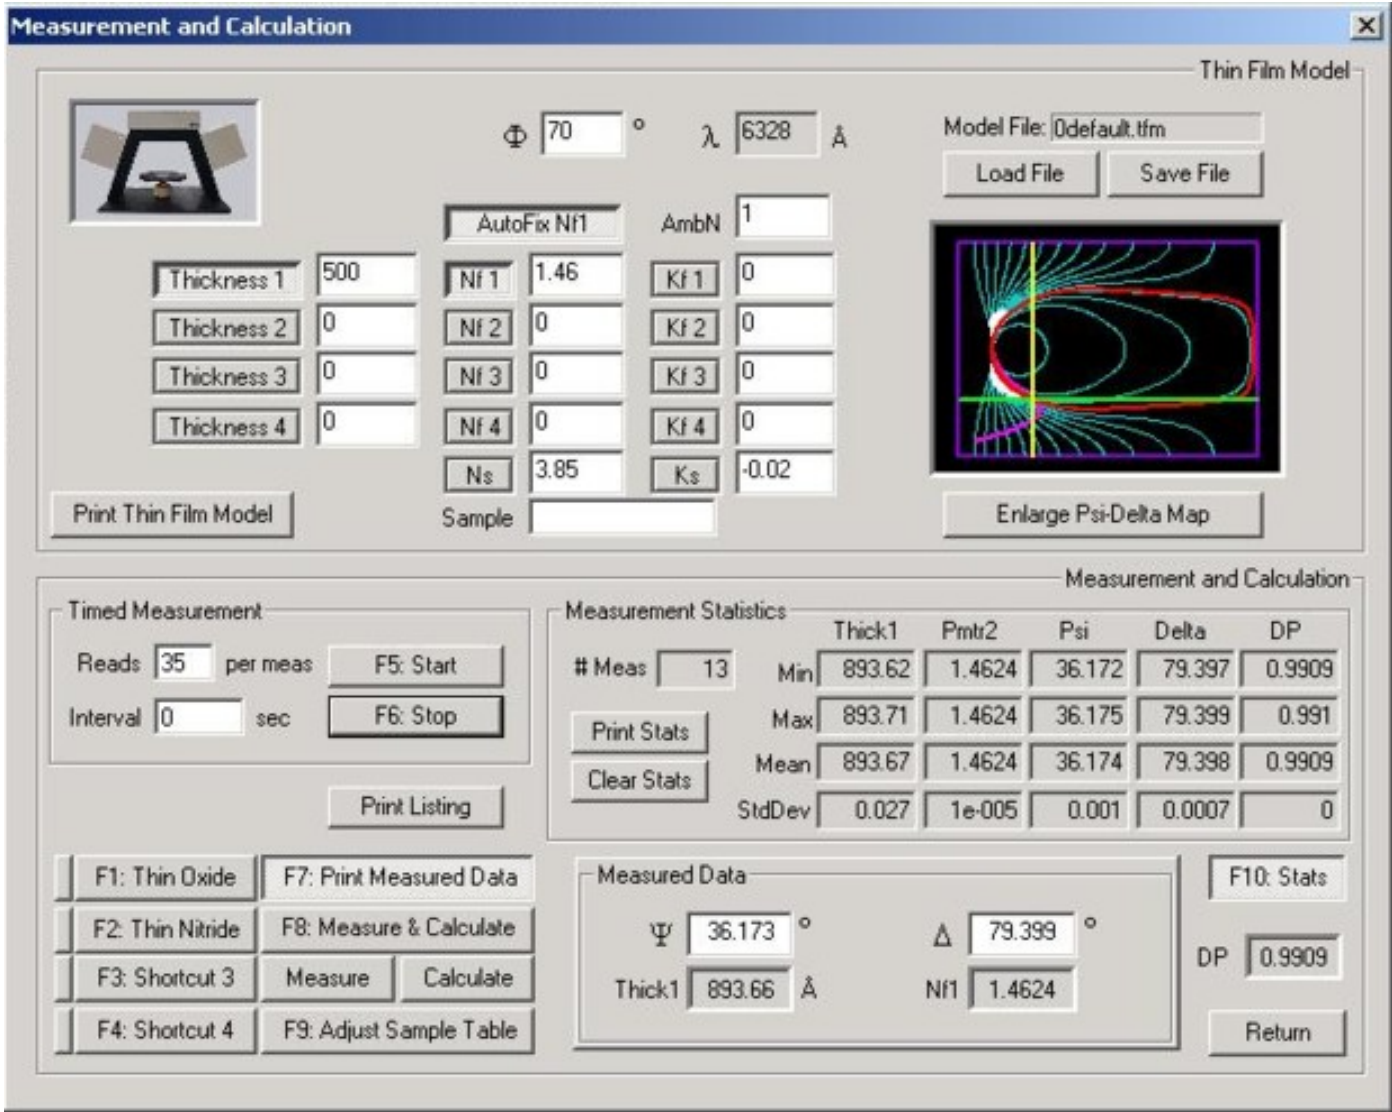 Measurement and Calculation
Thin Film Model
Φ 70 ° λ 6328 Å
Model File: 0default.tfm
Load File Save File
AutoFix Nf1 AmbN 1
Thickness 1 500 Nf 1 1.46 Kf 1 0
Thickness 2 0 Nf 2 0 Kf 2 0
Thickness 3 0 Nf 3 0 Kf 3 0
Thickness 4 0 Nf 4 0 Kf 4 0
Ns 3.85 Ks -0.02
Print Thin Film Model Sample Enlarge Psi-Delta Map
Measurement and Calculation
Timed Measurement
Reads 35 per meas F5: Start
Interval 0 sec F6: Stop
Print Listing
Measurement Statistics
Thick1 Pmtr2 Psi Delta DP
# Meas 13 Min 893.62 1.4624 36.172 79.397 0.9909
Print Stats Max 893.71 1.4624 36.175 79.399 0.991
Clear Stats Mean 893.67 1.4624 36.174 79.398 0.9909
StdDev 0.027 1e-005 0.001 0.0007 0
F1: Thin Oxide F7: Print Measured Data
F2: Thin Nitride F8: Measure & Calculate
F3: Shortcut 3 Measure Calculate
F4: Shortcut 4 F9: Adjust Sample Table
Measured Data
Ψ 36.173 ° Δ 79.399 °
Thick1 893.66 Å Nf1 1.4624
F10: Stats
DP 0.9909
Return